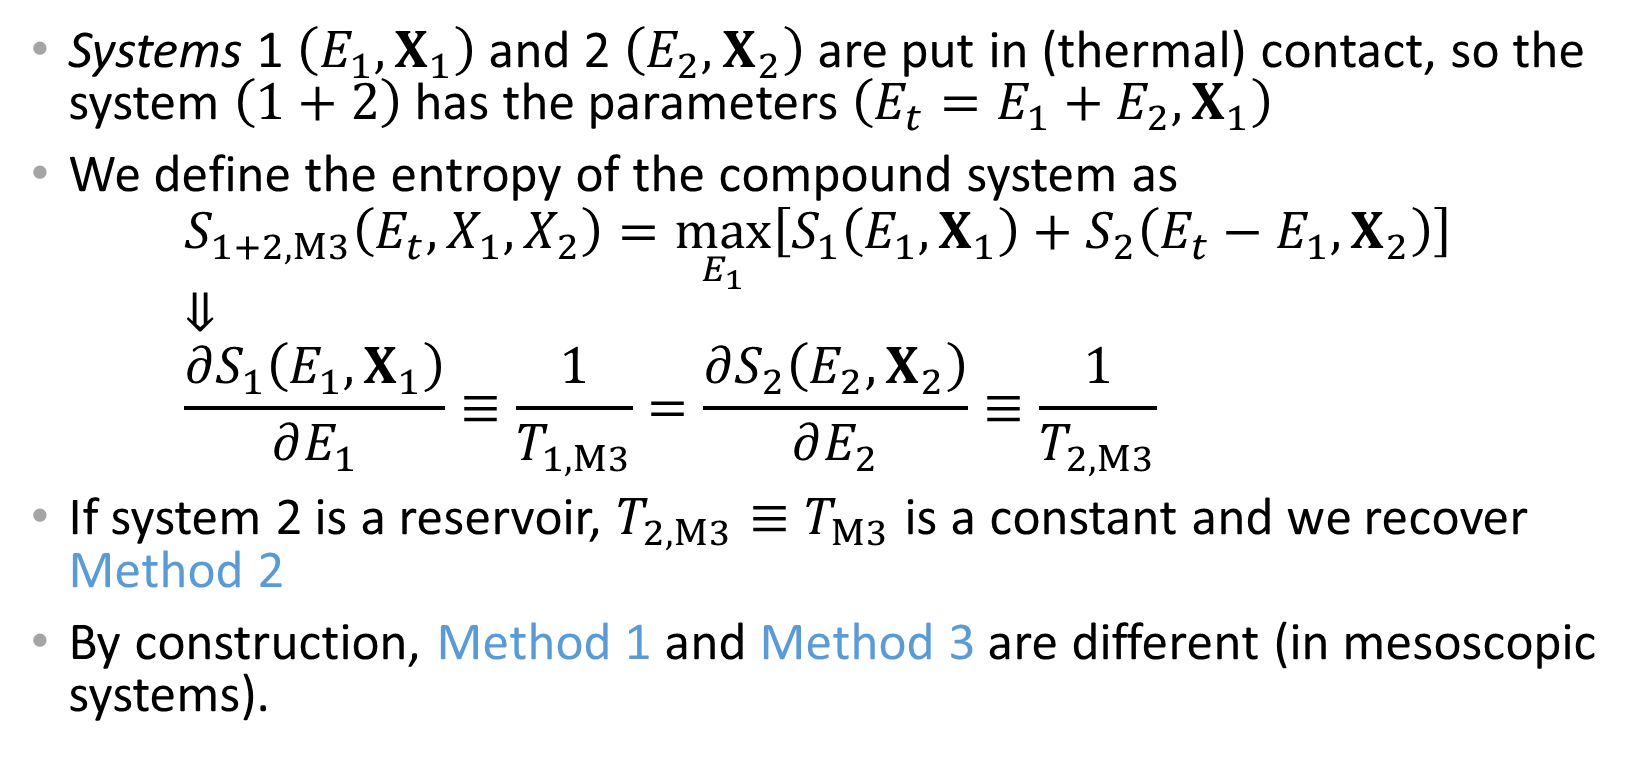 • Systems 1 (E₁, 𝐗₁) and 2 (E₂, 𝐗₂) are put in (thermal) contact, so the
system (1 + 2) has the parameters (Eₜ = E₁ + E₂, 𝐗₁)
• We define the entropy of the compound system as
S₁₊₂,M3(Eₜ, X₁, X₂) = max_{E₁}[S₁(E₁, 𝐗₁) + S₂(Eₜ − E₁, 𝐗₂)]
⇓
∂S₁(E₁, 𝐗₁)/∂E₁ ≡ 1/T₁,M3 = ∂S₂(E₂, 𝐗₂)/∂E₂ ≡ 1/T₂,M3
• If system 2 is a reservoir, T₂,M3 ≡ T_M3 is a constant and we recover
Method 2
• By construction, Method 1 and Method 3 are different (in mesoscopic
systems).